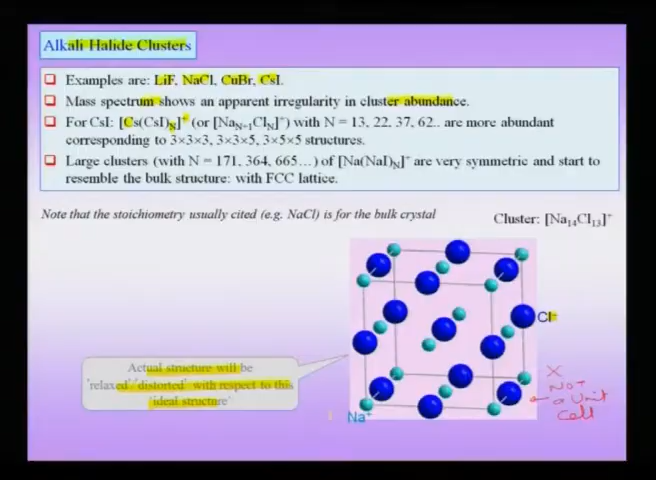 Alkali Halide Clusters
Examples are: LiF, NaCl, CuBr, CsI.
Mass spectrum shows an apparent irregularity in cluster abundance.
For CsI: [Cs(CsI)N]+ (or [NaN+1ClN]+) with N = 13, 22, 37, 62.. are more abundant
corresponding to 3×3×3, 3×3×5, 3×5×5 structures.
Large clusters (with N = 171, 364, 665…) of [Na(NaI)N]+ are very symmetric and start to
resemble the bulk structure: with FCC lattice.
Note that the stoichiometry usually cited (e.g. NaCl) is for the bulk crystal
Cluster: [Na14Cl13]+
Cl-
Actual structure will be
'relaxed'/'distorted' with respect to this
'ideal structure'
X
NOT
a Unit
Cell
Na+